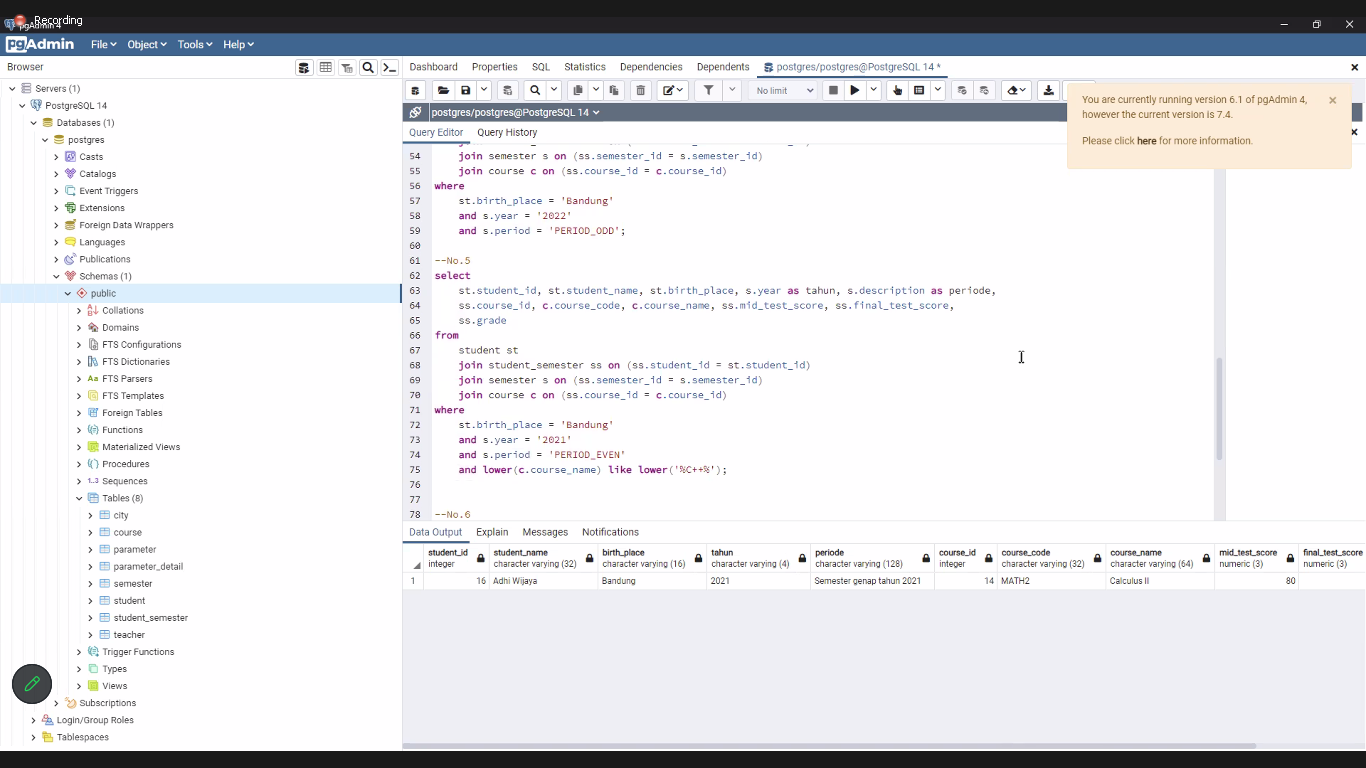 Recording
pgAdmin 4
pgAdmin File Object Tools Help
Browser
Servers (1)
PostgreSQL 14
Databases (1)
postgres
Casts
Catalogs
Event Triggers
Extensions
Foreign Data Wrappers
Languages
Publications
Schemas (1)
public
Collations
Domains
FTS Configurations
FTS Dictionaries
Aa FTS Parsers
FTS Templates
Foreign Tables
Functions
Materialized Views
Procedures
1..3 Sequences
Tables (8)
city
course
parameter
parameter_detail
semester
student
student_semester
teacher
Trigger Functions
Types
Views
Subscriptions
Login/Group Roles
Tablespaces
Dashboard Properties SQL Statistics Dependencies Dependents postgres/postgres@PostgreSQL 14 *
No limit
postgres/postgres@PostgreSQL 14
Query Editor Query History
You are currently running version 6.1 of pgAdmin 4,
however the current version is 7.4.
Please click here for more information.
54 join semester s on (ss.semester_id = s.semester_id)
55 join course c on (ss.course_id = c.course_id)
56 where
57 st.birth_place = 'Bandung'
58 and s.year = '2022'
59 and s.period = 'PERIOD_ODD';
60
61 --No.5
62 select
63 st.student_id, st.student_name, st.birth_place, s.year as tahun, s.description as periode,
64 ss.course_id, c.course_code, c.course_name, ss.mid_test_score, ss.final_test_score,
65 ss.grade
66 from
67 student st
68 join student_semester ss on (ss.student_id = st.student_id)
69 join semester s on (ss.semester_id = s.semester_id)
70 join course c on (ss.course_id = c.course_id)
71 where
72 st.birth_place = 'Bandung'
73 and s.year = '2021'
74 and s.period = 'PERIOD_EVEN'
75 and lower(c.course_name) like lower('%C++%');
76
77
78 --No.6
Data Output Explain Messages Notifications
student_id student_name birth_place tahun periode course_id course_code course_name mid_test_score final_test_score
integer character varying (32) character varying (16) character varying (4) character varying (128) integer character varying (32) character varying (64) numeric (3) numeric (3)
1 16 Adhi Wijaya Bandung 2021 Semester genap tahun 2021 14 MATH2 Calculus II 80